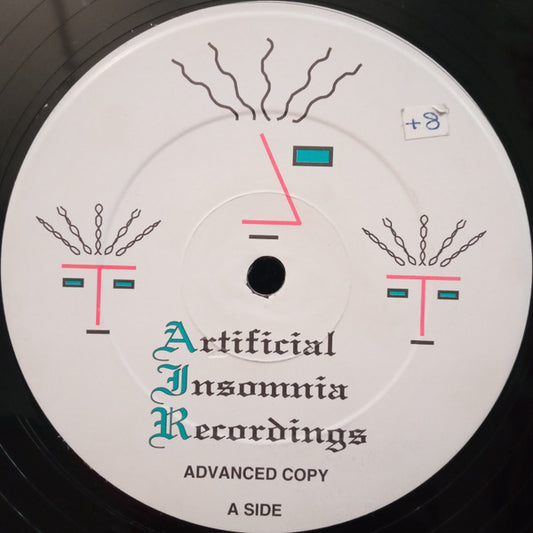 +8
Artificial
Insomnia
Recordings
ADVANCED COPY
A SIDE